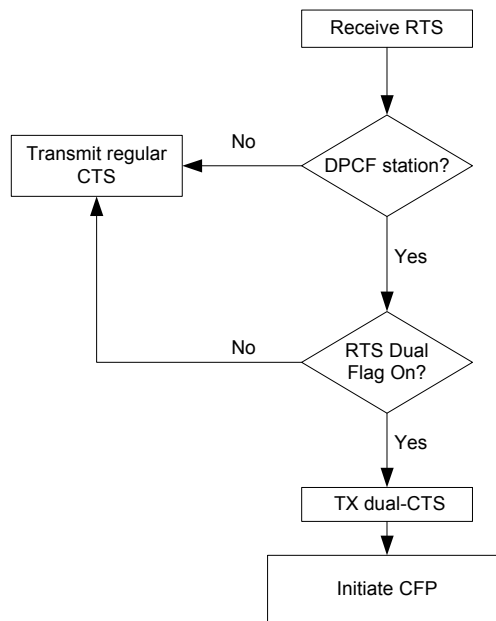 Receive RTS
No
Transmit regular
CTS
DPCF station?
Yes
No
RTS Dual
Flag On?
Yes
TX dual-CTS
Initiate CFP